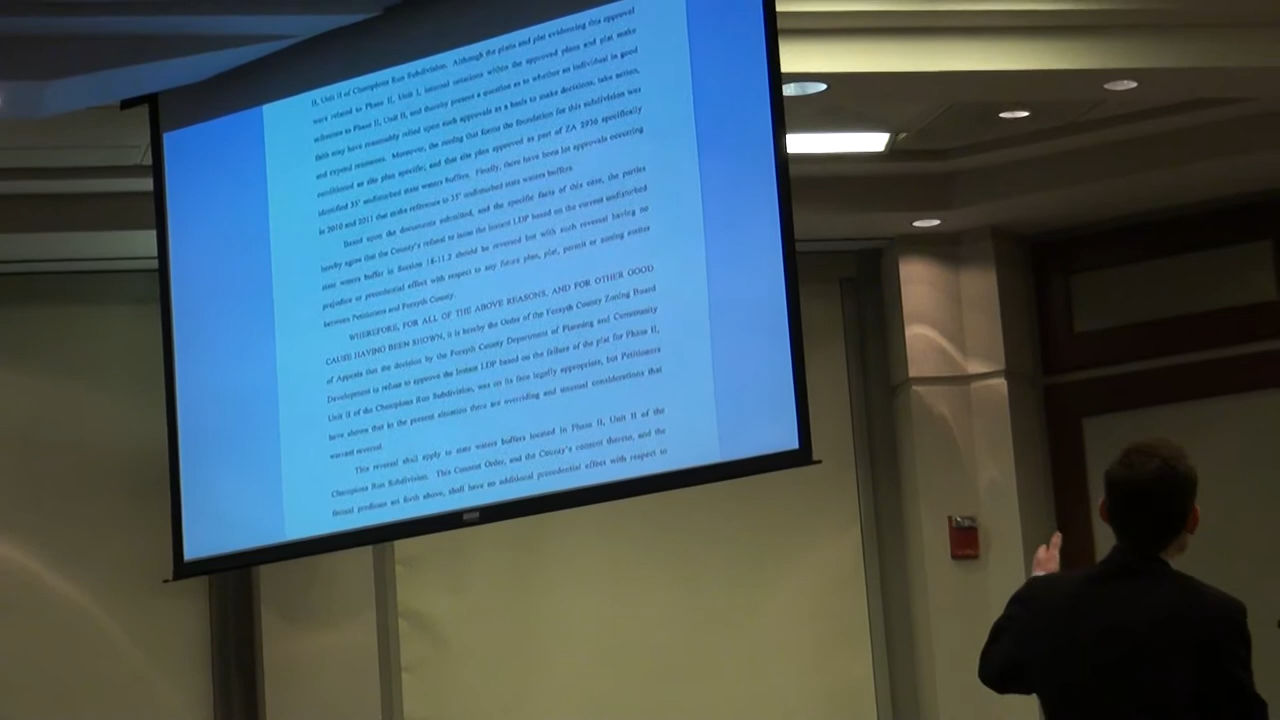 II, Unit II of Champions Run Subdivision. Although the plans and plat evidencing this approval
were related to Phase II, Unit I, internal notations within the approved plans and plat make
reference to Phase II, Unit II, and thereby present a question as to whether an individual in good
faith may have reasonably relied upon such approvals as a basis to make decisions, take action,
and expend resources. Moreover, the zoning that forms the foundation for this subdivision was
conditioned as site plan specific; and that site plan approved as part of ZA 2936 specifically
identified 35' undisturbed state waters buffers. Finally, there have been lot approvals occurring
in 2010 and 2011 that make reference to 35' undisturbed state waters buffers.
Based upon the documents submitted, and the specific facts of this case, the parties
hereby agree that the County's refusal to issue the instant LDP based on the current undisturbed
state waters buffer in Section 18-11.2 should be reversed but with such reversal having no
prejudice or precedential effect with respect to any future plan, plat, permit or zoning matter
between Petitioners and Forsyth County.
WHEREFORE, FOR ALL OF THE ABOVE REASONS, AND FOR OTHER GOOD
CAUSE HAVING BEEN SHOWN, it is hereby the Order of the Forsyth County Zoning Board
of Appeals that the decision by the Forsyth County Department of Planning and Community
Development to refuse to approve the instant LDP based on the failure of the plat for Phase II,
Unit II of the Champions Run Subdivision, was on its face legally appropriate, but Petitioners
have shown that in the present situation there are overriding and unusual considerations that
warrant reversal.
This reversal shall apply to state waters buffers located in Phase II, Unit II of the
Champions Run Subdivision. This Consent Order, and the County's consent thereto, and the
factual predicate set forth above, shall have no additional precedential effect with respect to